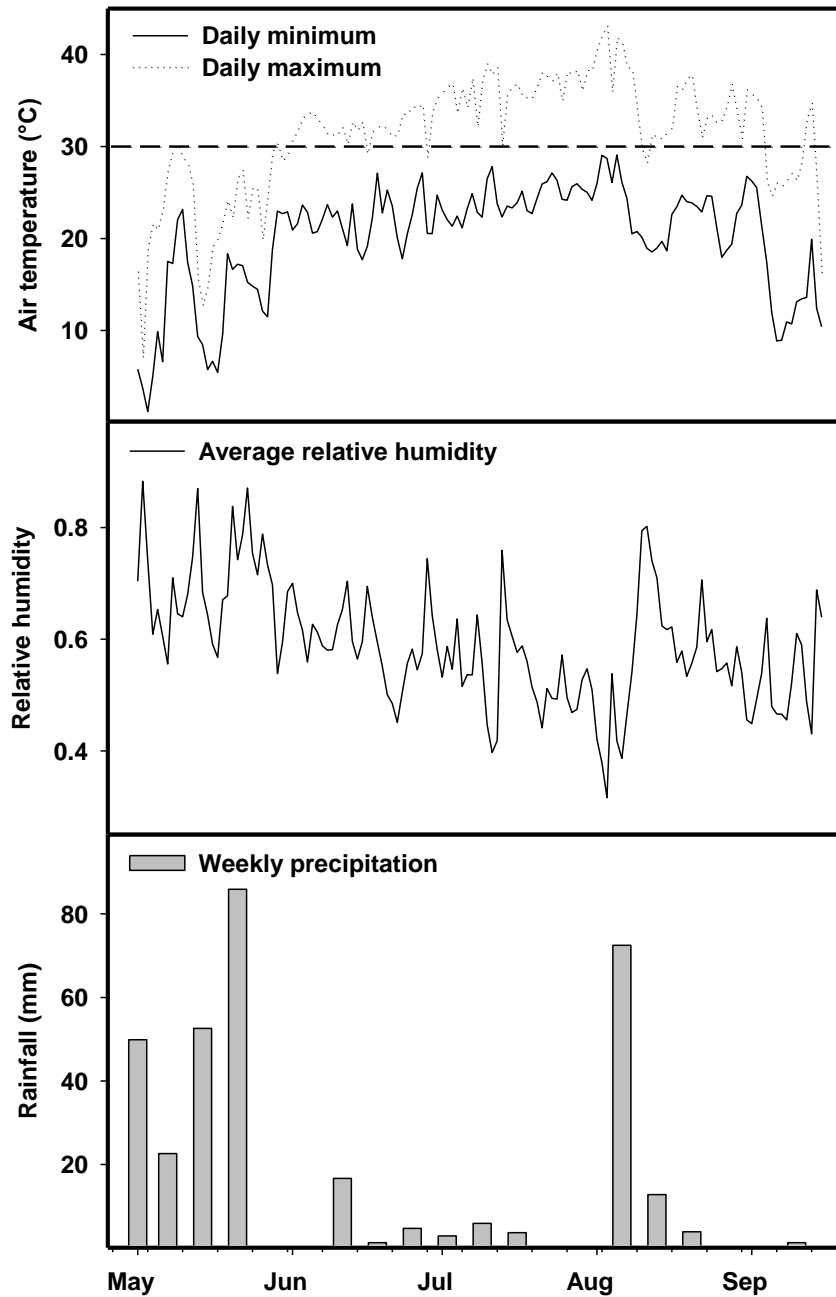 Daily minimum
Daily maximum
40
30
20
10
Air temperature (°C)
Average relative humidity
0.8
0.6
0.4
Relative humidity
Weekly precipitation
80
60
40
20
Rainfall (mm)
May Jun Jul Aug Sep